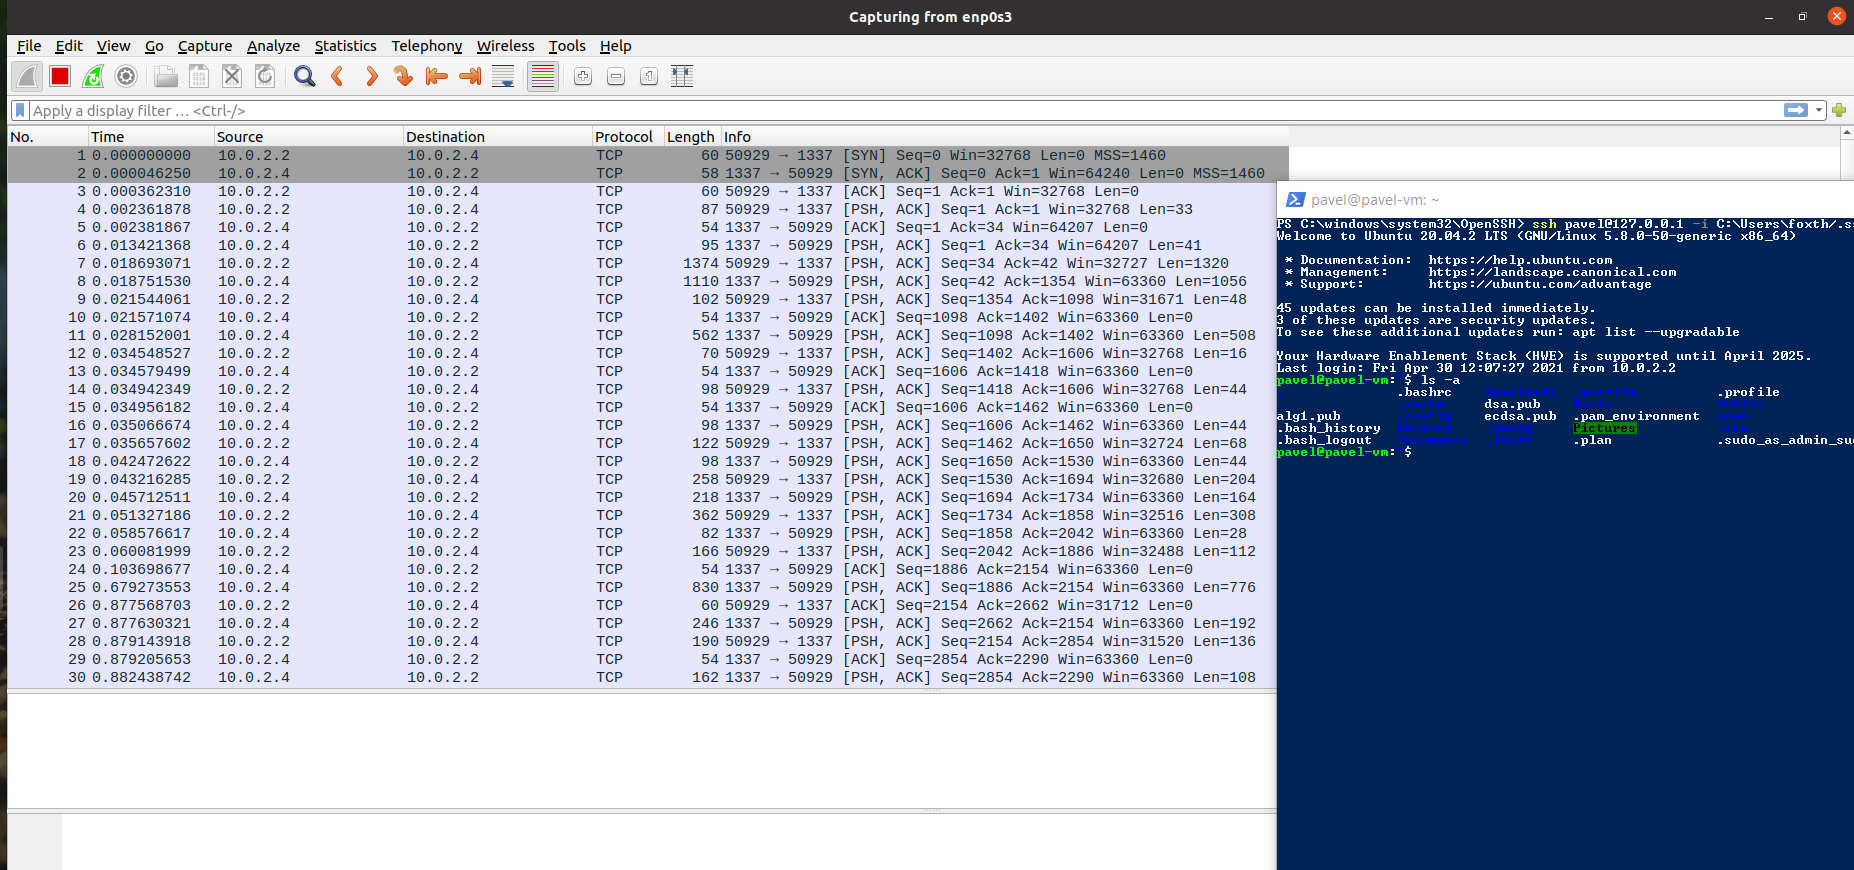 Capturing from enp0s3
File Edit View Go Capture Analyze Statistics Telephony Wireless Tools Help
Apply a display filter … <Ctrl-/>
No. Time Source Destination Protocol Length Info
1 0.000000000 10.0.2.2 10.0.2.4 TCP 60 50929 → 1337 [SYN] Seq=0 Win=32768 Len=0 MSS=1460
2 0.000046250 10.0.2.4 10.0.2.2 TCP 58 1337 → 50929 [SYN, ACK] Seq=0 Ack=1 Win=64240 Len=0 MSS=1460
3 0.000362310 10.0.2.2 10.0.2.4 TCP 60 50929 → 1337 [ACK] Seq=1 Ack=1 Win=32768 Len=0
4 0.002361878 10.0.2.2 10.0.2.4 TCP 87 50929 → 1337 [PSH, ACK] Seq=1 Ack=1 Win=32768 Len=33
5 0.002381867 10.0.2.4 10.0.2.2 TCP 54 1337 → 50929 [ACK] Seq=1 Ack=34 Win=64207 Len=0
6 0.013421368 10.0.2.4 10.0.2.2 TCP 95 1337 → 50929 [PSH, ACK] Seq=1 Ack=34 Win=64207 Len=41
7 0.018693071 10.0.2.2 10.0.2.4 TCP 1374 50929 → 1337 [PSH, ACK] Seq=34 Ack=42 Win=32727 Len=1320
8 0.018751530 10.0.2.4 10.0.2.2 TCP 1110 1337 → 50929 [PSH, ACK] Seq=42 Ack=1354 Win=63360 Len=1056
9 0.021544061 10.0.2.2 10.0.2.4 TCP 102 50929 → 1337 [PSH, ACK] Seq=1354 Ack=1098 Win=31671 Len=48
10 0.021571074 10.0.2.4 10.0.2.2 TCP 54 1337 → 50929 [ACK] Seq=1098 Ack=1402 Win=63360 Len=0
11 0.028152001 10.0.2.4 10.0.2.2 TCP 562 1337 → 50929 [PSH, ACK] Seq=1098 Ack=1402 Win=63360 Len=508
12 0.034548527 10.0.2.2 10.0.2.4 TCP 70 50929 → 1337 [PSH, ACK] Seq=1402 Ack=1606 Win=32768 Len=16
13 0.034579499 10.0.2.4 10.0.2.2 TCP 54 1337 → 50929 [ACK] Seq=1606 Ack=1418 Win=63360 Len=0
14 0.034942349 10.0.2.2 10.0.2.4 TCP 98 50929 → 1337 [PSH, ACK] Seq=1418 Ack=1606 Win=32768 Len=44
15 0.034956182 10.0.2.4 10.0.2.2 TCP 54 1337 → 50929 [ACK] Seq=1606 Ack=1462 Win=63360 Len=0
16 0.035066674 10.0.2.4 10.0.2.2 TCP 98 1337 → 50929 [PSH, ACK] Seq=1606 Ack=1462 Win=63360 Len=44
17 0.035657602 10.0.2.2 10.0.2.4 TCP 122 50929 → 1337 [PSH, ACK] Seq=1462 Ack=1650 Win=32724 Len=68
18 0.042472622 10.0.2.4 10.0.2.2 TCP 98 1337 → 50929 [PSH, ACK] Seq=1650 Ack=1530 Win=63360 Len=44
19 0.043216285 10.0.2.2 10.0.2.4 TCP 258 50929 → 1337 [PSH, ACK] Seq=1530 Ack=1694 Win=32680 Len=204
20 0.045712511 10.0.2.4 10.0.2.2 TCP 218 1337 → 50929 [PSH, ACK] Seq=1694 Ack=1734 Win=63360 Len=164
21 0.051327186 10.0.2.2 10.0.2.4 TCP 362 50929 → 1337 [PSH, ACK] Seq=1734 Ack=1858 Win=32516 Len=308
22 0.058576617 10.0.2.4 10.0.2.2 TCP 82 1337 → 50929 [PSH, ACK] Seq=1858 Ack=2042 Win=63360 Len=28
23 0.060081999 10.0.2.2 10.0.2.4 TCP 166 50929 → 1337 [PSH, ACK] Seq=2042 Ack=1886 Win=32488 Len=112
24 0.103698677 10.0.2.4 10.0.2.2 TCP 54 1337 → 50929 [ACK] Seq=1886 Ack=2154 Win=63360 Len=0
25 0.679273553 10.0.2.4 10.0.2.2 TCP 830 1337 → 50929 [PSH, ACK] Seq=1886 Ack=2154 Win=63360 Len=776
26 0.877568703 10.0.2.2 10.0.2.4 TCP 60 50929 → 1337 [ACK] Seq=2154 Ack=2662 Win=31712 Len=0
27 0.877630321 10.0.2.4 10.0.2.2 TCP 246 1337 → 50929 [PSH, ACK] Seq=2662 Ack=2154 Win=63360 Len=192
28 0.879143918 10.0.2.2 10.0.2.4 TCP 190 50929 → 1337 [PSH, ACK] Seq=2154 Ack=2854 Win=31520 Len=136
29 0.879205653 10.0.2.4 10.0.2.2 TCP 54 1337 → 50929 [ACK] Seq=2854 Ack=2290 Win=63360 Len=0
30 0.882438742 10.0.2.4 10.0.2.2 TCP 162 1337 → 50929 [PSH, ACK] Seq=2854 Ack=2290 Win=63360 Len=108
pavel@pavel-vm: ~
PS C:\windows\system32\OpenSSH> ssh pavel@127.0.0.1 -i C:\Users\foxth/.s
Welcome to Ubuntu 20.04.2 LTS (GNU/Linux 5.8.0-50-generic x86_64)
* Documentation: https://help.ubuntu.com
* Management: https://landscape.canonical.com
* Support: https://ubuntu.com/advantage
45 updates can be installed immediately.
3 of these updates are security updates.
To see these additional updates run: apt list --upgradable
Your Hardware Enablement Stack (HWE) is supported until April 2025.
Last login: Fri Apr 30 12:07:27 2021 from 10.0.2.2
pavel@pavel-vm: $ ls -a
.bashrc Downloads .mozilla .profile
.cache dsa.pub Music Public
alg1.pub .config ecdsa.pub .pam_environment snap
.bash_history Desktop .gnupg Pictures .ssh
.bash_logout Documents .local .plan .sudo_as_admin_su
pavel@pavel-vm: $